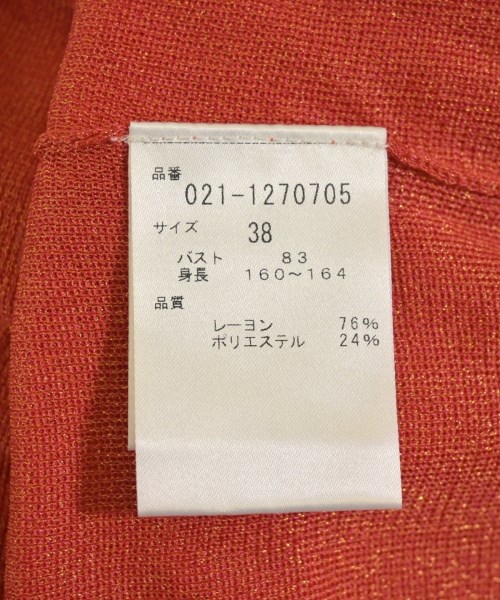 品番
021-1270705
サイズ 38
バスト 83
身長 160〜164
品質
レーヨン 76%
ポリエステル 24%